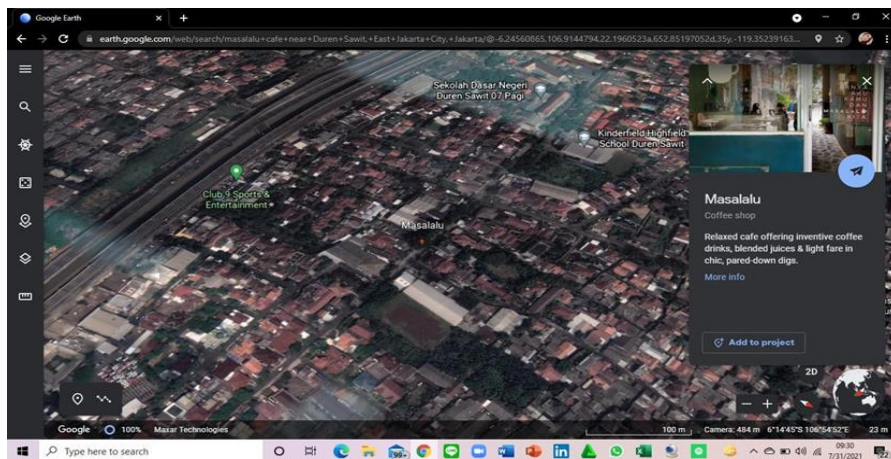 Google Earth
earth.google.com/web/search/masalalu+cafe+near+Duren+Sawit,+East+Jakarta+City,+Jakarta/@-6.24560865,106.9144794,22.1960523a,652.85197052d,35y,-119.35239163...
Sekolah Dasar Negeri
Duren Sawit 07 Pagi
Kinderfield Highfield
School Duren Sawit
Club 9 Sports &
Entertainment
Masalalu
Masalalu
Coffee shop
Relaxed cafe offering inventive coffee
drinks, blended juices & light fare in
chic, pared-down digs.
More info
Add to project
2D
Google
100%
Maxar Technologies
100 m
Camera: 484 m
6°14'45"S 106°54'52"E
23 m
Type here to search
99+
09:30
7/31/2021